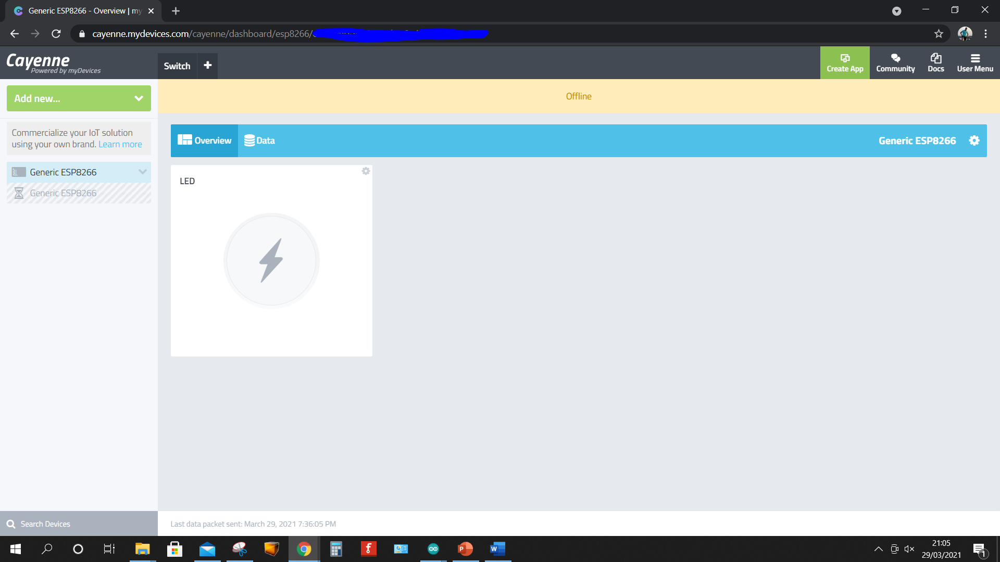 Generic ESP8266 - Overview | my
cayenne.mydevices.com/cayenne/dashboard/esp8266/
Cayenne
Powered by myDevices
Switch
Create App
Community
Docs
User Menu
Add new...
Offline
Commercialize your IoT solution
using your own brand. Learn more
Overview
Data
Generic ESP8266
Generic ESP8266
Generic ESP8266
LED
Search Devices
Last data packet sent: March 29, 2021 7:36:05 PM
21:05
29/03/2021
1